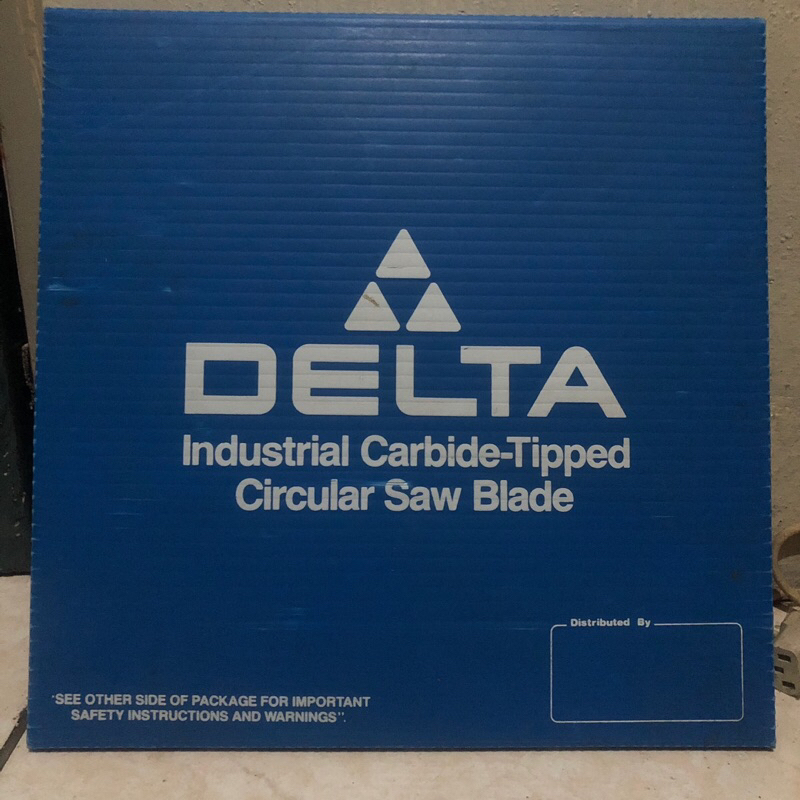 DELTA
Industrial Carbide-Tipped
Circular Saw Blade
Distributed By
"SEE OTHER SIDE OF PACKAGE FOR IMPORTANT
SAFETY INSTRUCTIONS AND WARNINGS".